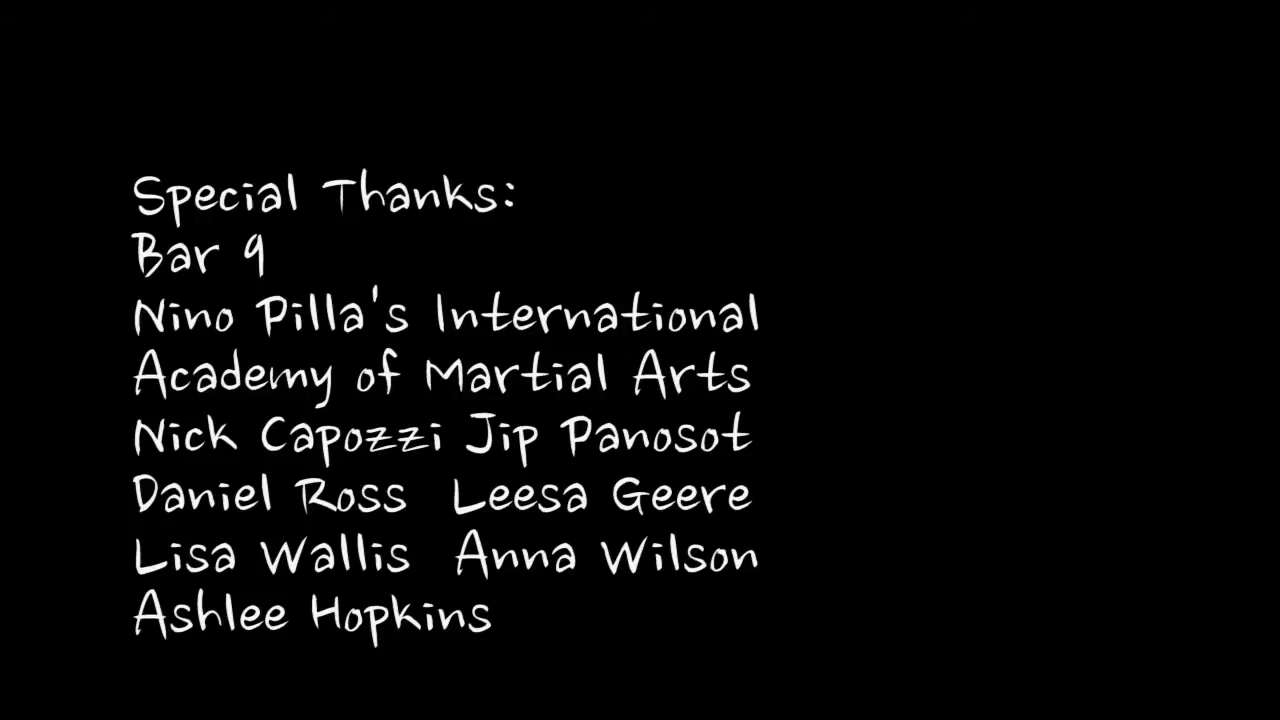 Special Thanks:
Bar 9
Nino Pilla's International
Academy of Martial Arts
Nick Capozzi Jip Panosot
Daniel Ross Leesa Geere
Lisa Wallis Anna Wilson
Ashlee Hopkins